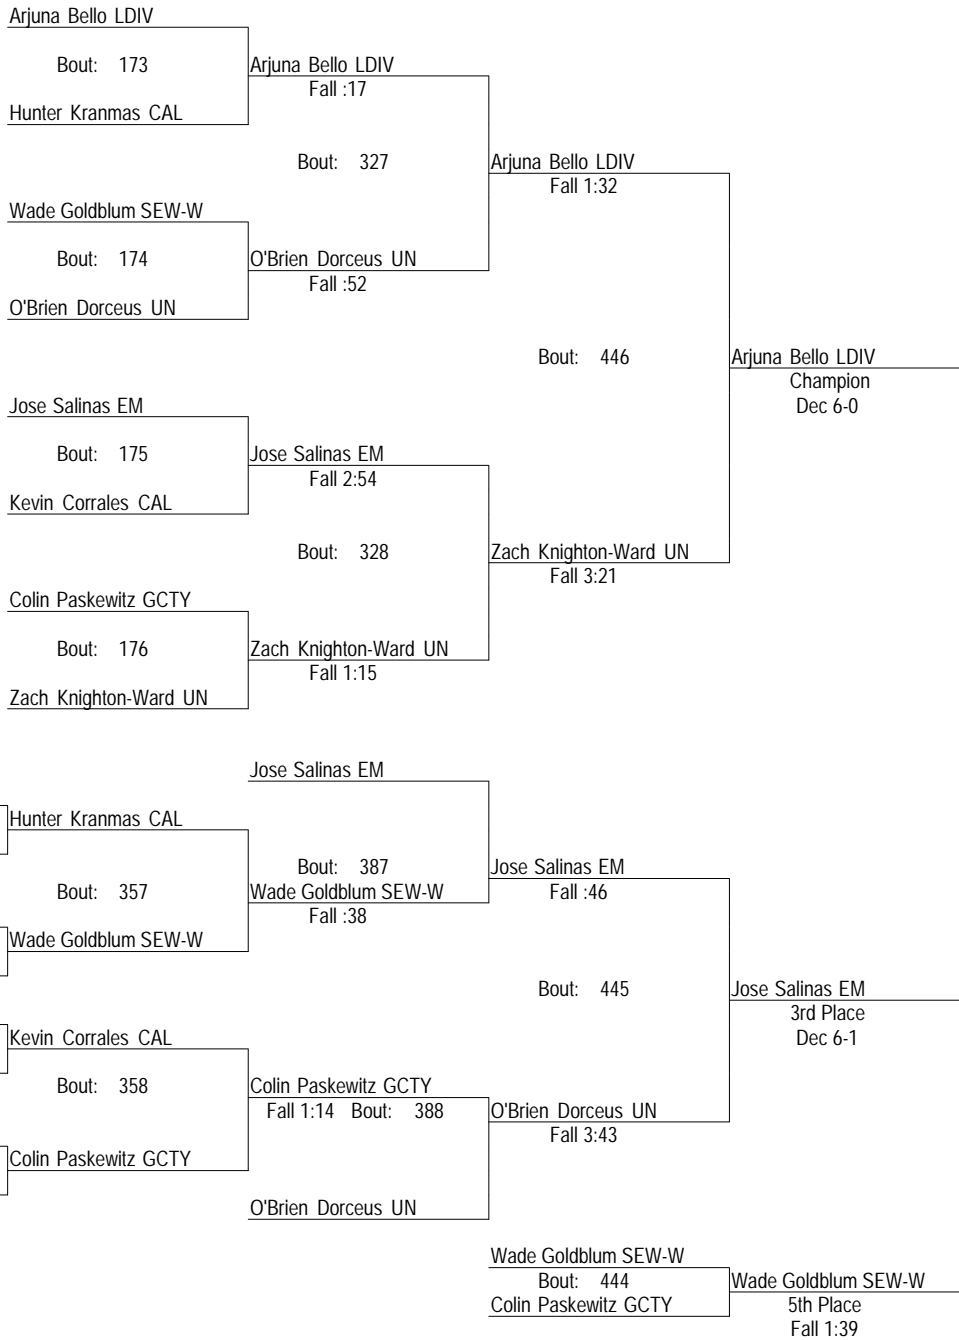 Arjuna Bello LDIV
Bout: 173
Arjuna Bello LDIV
Fall :17
Hunter Kranmas CAL
Bout: 327
Arjuna Bello LDIV
Fall 1:32
Wade Goldblum SEW-W
Bout: 174
O'Brien Dorceus UN
Fall :52
O'Brien Dorceus UN
Bout: 446
Arjuna Bello LDIV
Champion
Dec 6-0
Jose Salinas EM
Bout: 175
Jose Salinas EM
Fall 2:54
Kevin Corrales CAL
Bout: 328
Zach Knighton-Ward UN
Fall 3:21
Colin Paskewitz GCTY
Bout: 176
Zach Knighton-Ward UN
Fall 1:15
Zach Knighton-Ward UN
Jose Salinas EM
Hunter Kranmas CAL
Bout: 387
Jose Salinas EM
Bout: 357
Wade Goldblum SEW-W
Fall :46
Fall :38
Wade Goldblum SEW-W
Bout: 445
Jose Salinas EM
3rd Place
Dec 6-1
Kevin Corrales CAL
Bout: 358
Colin Paskewitz GCTY
Fall 1:14 Bout: 388
O'Brien Dorceus UN
Fall 3:43
Colin Paskewitz GCTY
O'Brien Dorceus UN
Wade Goldblum SEW-W
Bout: 444
Wade Goldblum SEW-W
Colin Paskewitz GCTY
5th Place
Fall 1:39